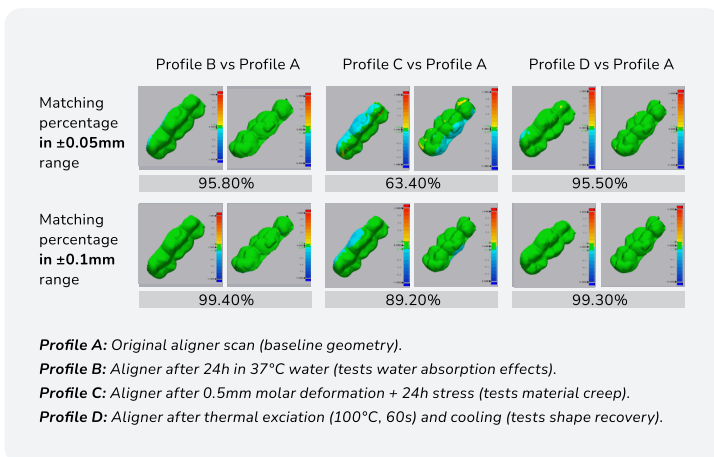 Profile B vs Profile A
Profile C vs Profile A
Profile D vs Profile A
Matching
percentage
in ±0.05mm
range
95.80%
63.40%
95.50%
Matching
percentage
in ±0.1mm
range
99.40%
89.20%
99.30%
Profile A: Original aligner scan (baseline geometry).
Profile B: Aligner after 24h in 37°C water (tests water absorption effects).
Profile C: Aligner after 0.5mm molar deformation + 24h stress (tests material creep).
Profile D: Aligner after thermal exciation (100°C, 60s) and cooling (tests shape recovery).